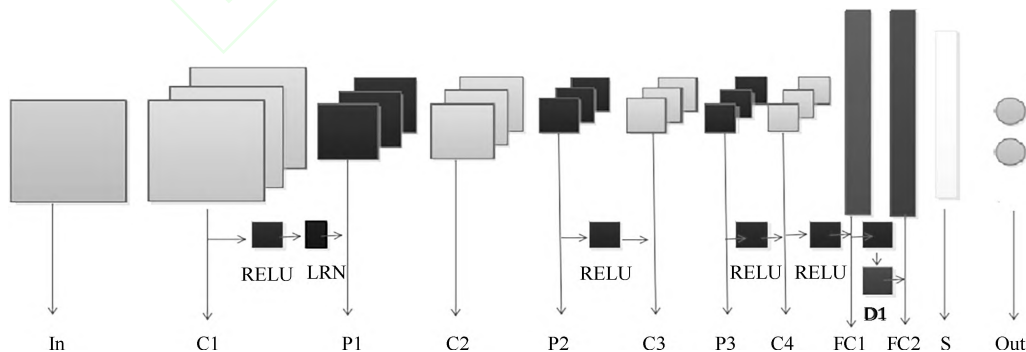 RELU LRN RELU RELU RELU
D1
In C1 P1 C2 P2 C3 P3 C4 FC1 FC2 S Out